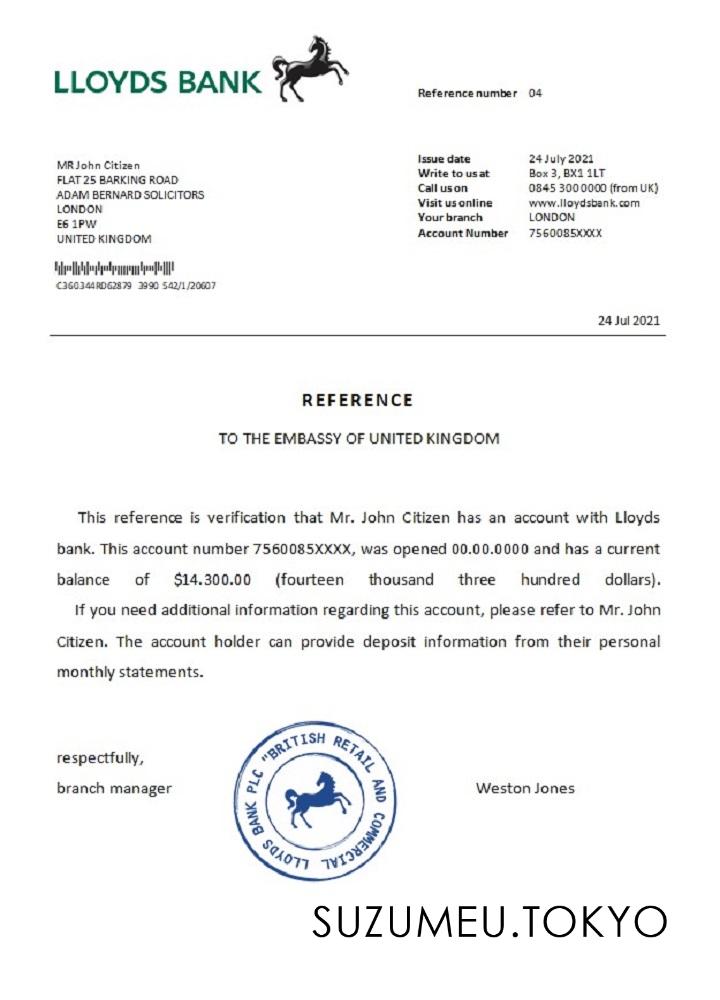 LLOYDS BANK
Reference number 04
MR John Citizen
FLAT 25 BARKING ROAD
ADAM BERNARD SOLICITORS
LONDON
E6 1PW
UNITED KINGDOM
C360344RD62879 3990 S42/1/20607
Issue date 24 July 2021
Write to us at Box 3, BX1 1LT
Call us on 0845 300 0000 (from UK)
Visit us online www.lloydsbank.com
Your branch LONDON
Account Number 7560085XXXX
24 Jul 2021
REFERENCE
TO THE EMBASSY OF UNITED KINGDOM
This reference is verification that Mr. John Citizen has an account with Lloyds
bank. This account number 7560085XXXX, was opened 00.00.0000 and has a current
balance of $14.300.00 (fourteen thousand three hundred dollars).
If you need additional information regarding this account, please refer to Mr. John
Citizen. The account holder can provide deposit information from their personal
monthly statements.
respectfully,
branch manager
LLOYDS BANK PLC "BRITISH RETAIL AND COMMERCIAL
Weston Jones
SUZUMEU.TOKYO